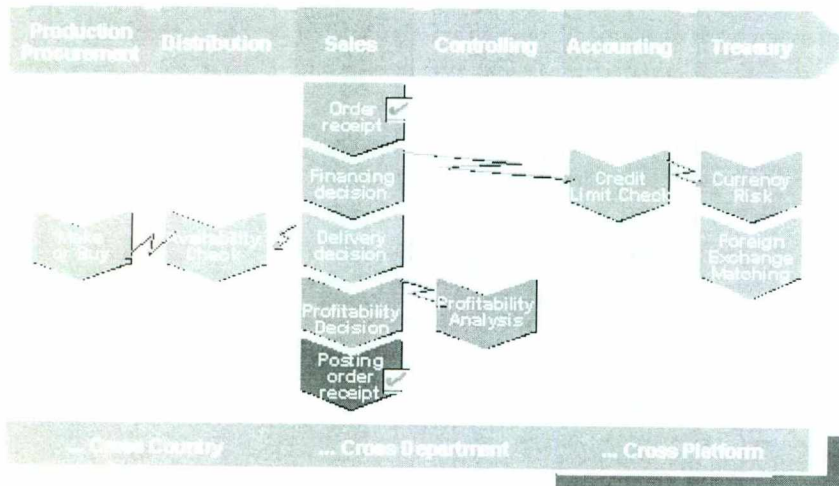 Production
Procurement
Distribution
Sales
Controlling
Accounting
Treasury
Order
receipt
Financing
decision
Credit
Limit Check
Currency
Risk
Make
or Buy
Availability
Check
Delivery
decision
Foreign
Exchange
Matching
Profitability
Decision
Profitability
Analysis
Posting
order
receipt
... Cross Country
... Cross Department
... Cross Platform